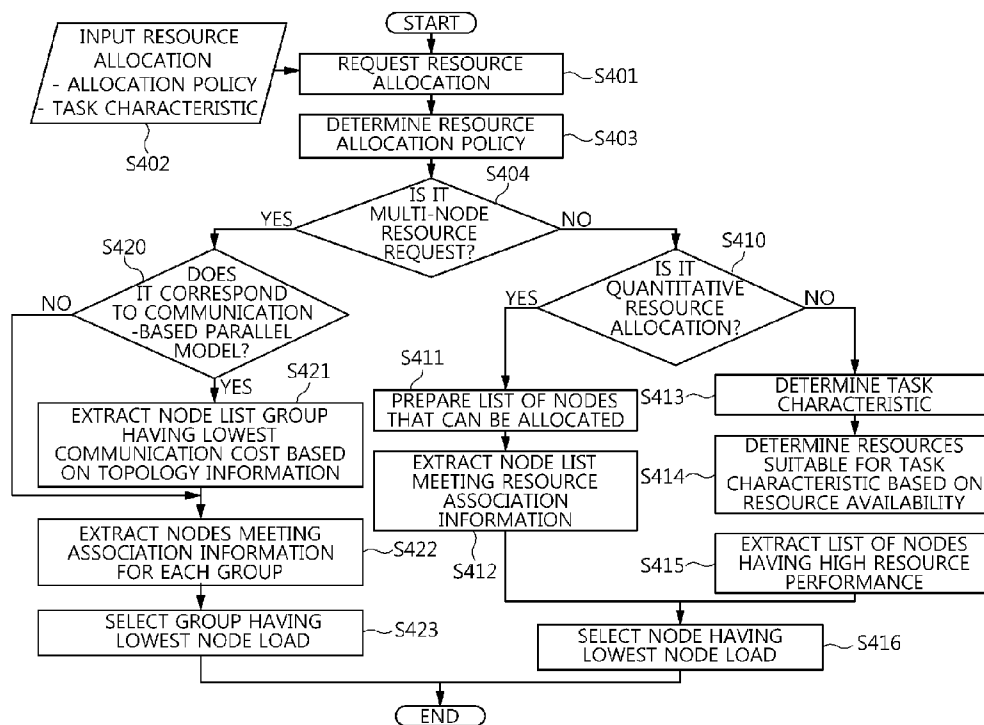 START
INPUT RESOURCE
ALLOCATION
- ALLOCATION POLICY
- TASK CHARACTERISTIC
S402
REQUEST RESOURCE
ALLOCATION
S401
DETERMINE RESOURCE
ALLOCATION POLICY
S403
S404
IS IT
MULTI-NODE
RESOURCE
REQUEST?
YES
NO
S420
DOES
IT CORRESPOND
TO COMMUNICATION
-BASED PARALLEL
MODEL?
NO
YES
S410
IS IT
QUANTITATIVE
RESOURCE
ALLOCATION?
YES
NO
S421
EXTRACT NODE LIST GROUP
HAVING LOWEST
COMMUNICATION COST BASED
ON TOPOLOGY INFORMATION
S411
PREPARE LIST OF NODES
THAT CAN BE ALLOCATED
S413
DETERMINE TASK
CHARACTERISTIC
EXTRACT NODE LIST
MEETING RESOURCE
ASSOCIATION
INFORMATION
S412
S414
DETERMINE RESOURCES
SUITABLE FOR TASK
CHARACTERISTIC BASED ON
RESOURCE AVAILABILITY
EXTRACT NODES MEETING
ASSOCIATION INFORMATION
FOR EACH GROUP
S422
S415
EXTRACT LIST OF NODES
HAVING HIGH RESOURCE
PERFORMANCE
SELECT GROUP HAVING
LOWEST NODE LOAD
S423
SELECT NODE HAVING
LOWEST NODE LOAD
S416
END